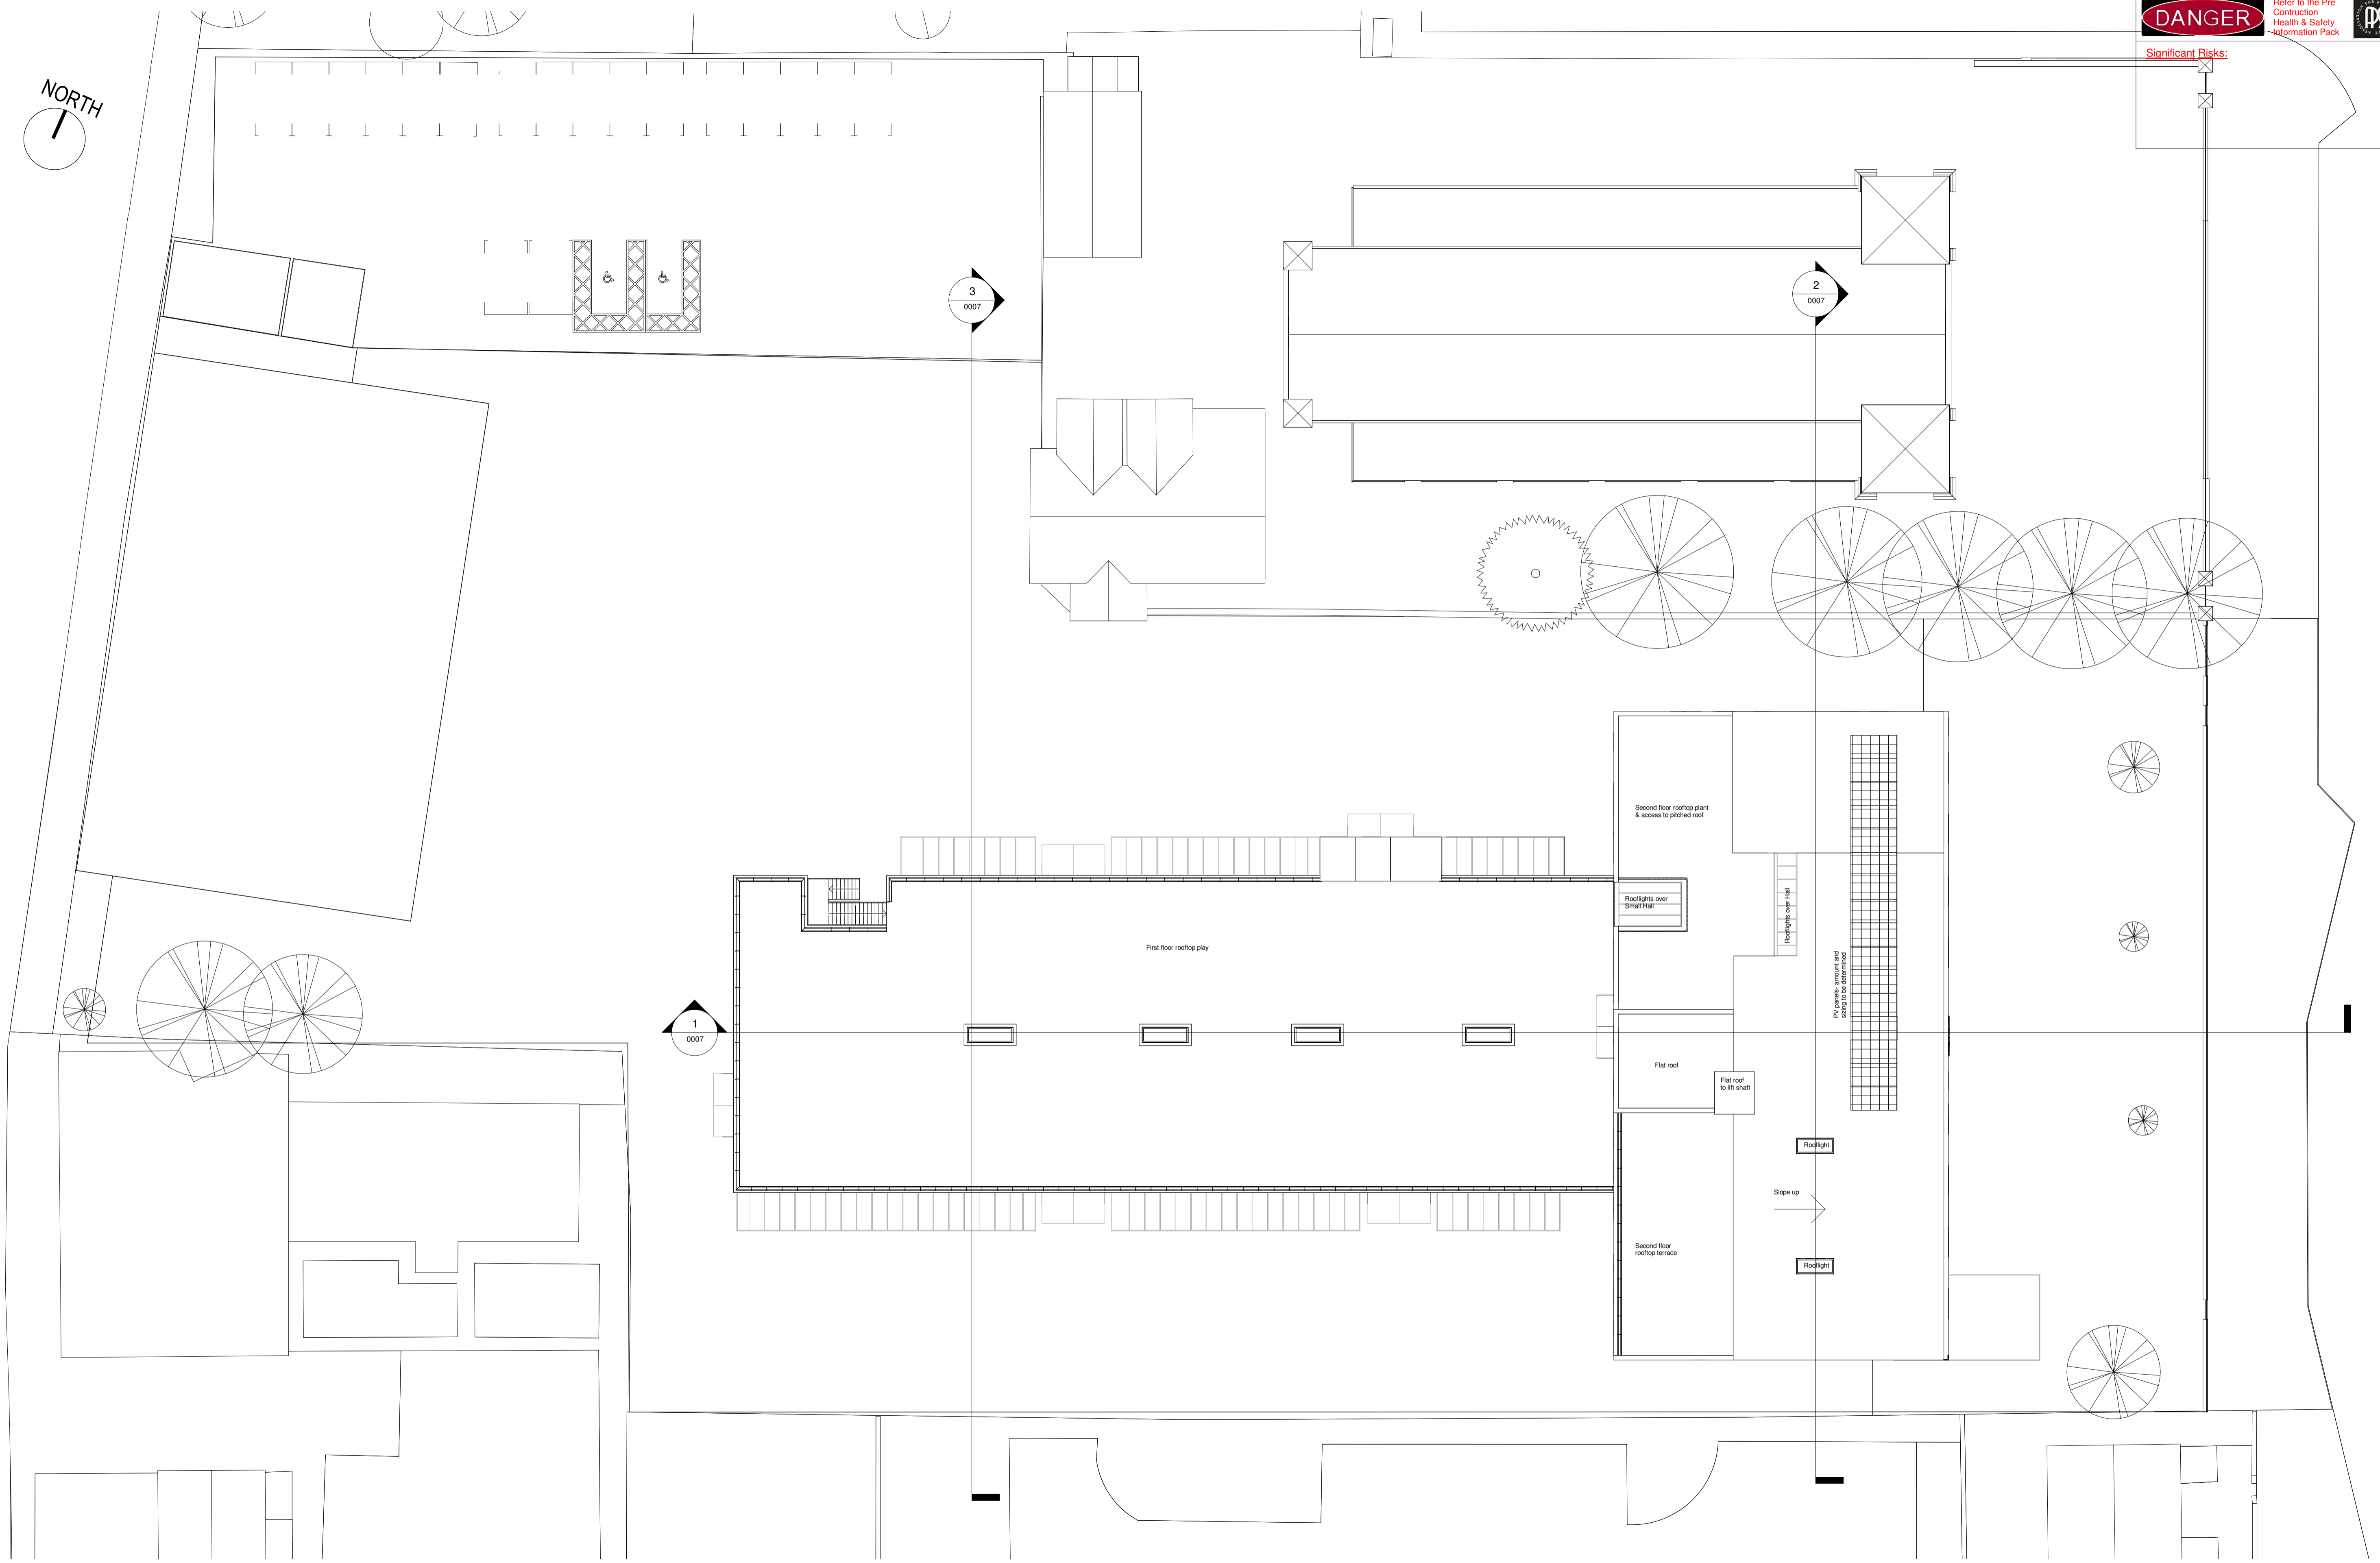 DANGER
Refer to the Pre
Contruction
Health & Safety
Information Pack
Significant Risks:
NORTH
3
0007
2
0007
Second floor rooftop plant
& access to pitched roof
Rooflights over
Small Hall
Rooflights over Hall
First floor rooftop play
PV panels- amount and
sizing to be determined
1
0007
Flat roof
Flat roof
to lift shaft
Rooflight
Slope up
Second floor
rooftop terrace
Rooflight